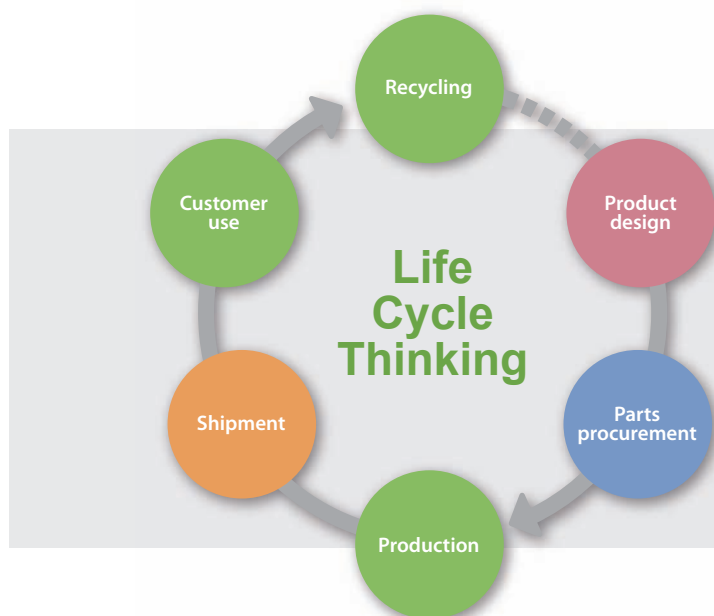 Recycling
Product
design
Parts
procurement
Production
Shipment
Customer
use
Life
Cycle
Thinking